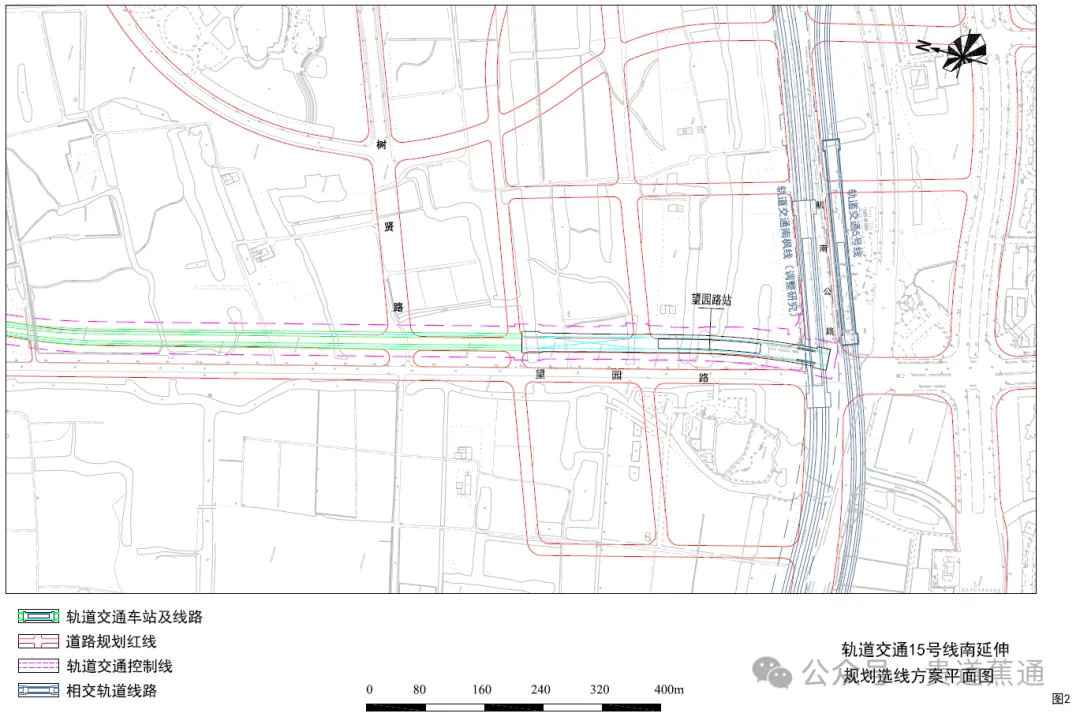 N
树
贤
路
轨道交通南枫线（调整研究）
航
南
公
路
轨道交通5号线
望园路站
望
园
路
轨道交通车站及线路
道路规划红线
轨道交通控制线
相交轨道线路
0 80 160 240 320 400m
轨道交通15号线南延伸
规划选线方案平面图
公众号·贵道蕉通
图2